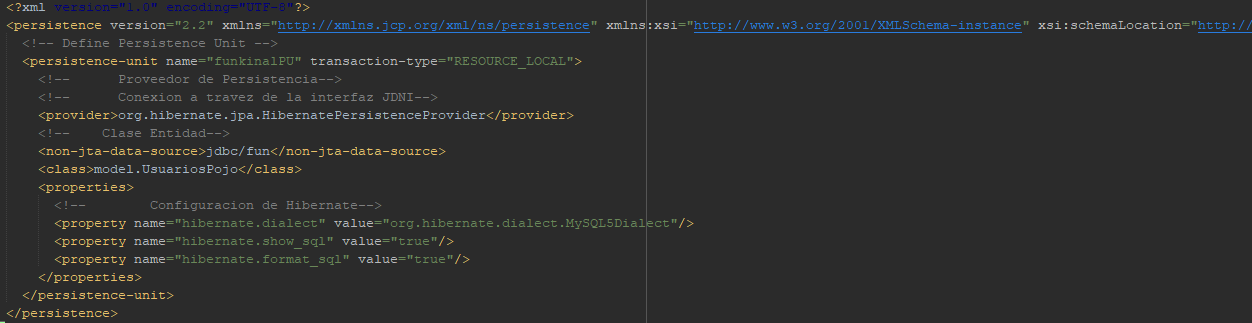 <?xml version="1.0" encoding="UTF-8"?>
<persistence version="2.2" xmlns="http://xmlns.jcp.org/xml/ns/persistence" xmlns:xsi="http://www.w3.org/2001/XMLSchema-instance" xsi:schemaLocation="http://
<!-- Define Persistence Unit -->
<persistence-unit name="funkinalPU" transaction-type="RESOURCE_LOCAL">
<!--      Proveedor de Persistencia-->
<!--      Conexion a travez de la interfaz JDNI-->
<provider>org.hibernate.jpa.HibernatePersistenceProvider</provider>
<!--    Clase Entidad-->
<non-jta-data-source>jdbc/fun</non-jta-data-source>
<class>model.UsuariosPojo</class>
<properties>
<!--        Configuracion de Hibernate-->
<property name="hibernate.dialect" value="org.hibernate.dialect.MySQL5Dialect"/>
<property name="hibernate.show_sql" value="true"/>
<property name="hibernate.format_sql" value="true"/>
</properties>
</persistence-unit>
</persistence>